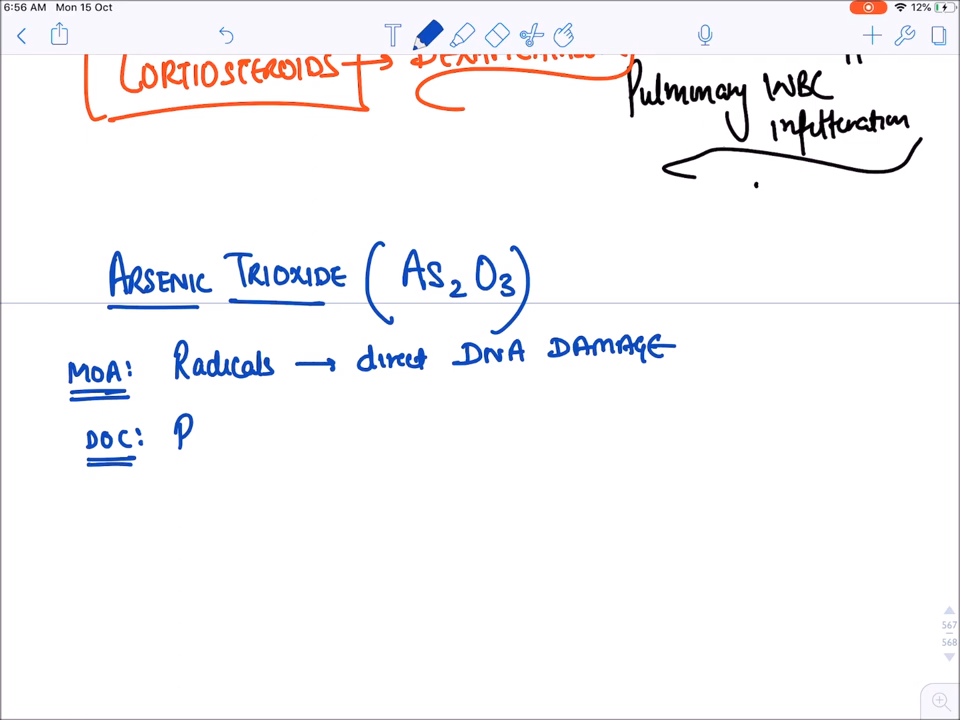 6:56 AM Mon 15 Oct
12%
T
CORTIOSTEROIDS →
Pulmonary WBC
infilteration
ARSENIC TRIOXIDE (AS2O3)
MOA: Radicals → direct DNA DAMAGE
DOC: P
567
568